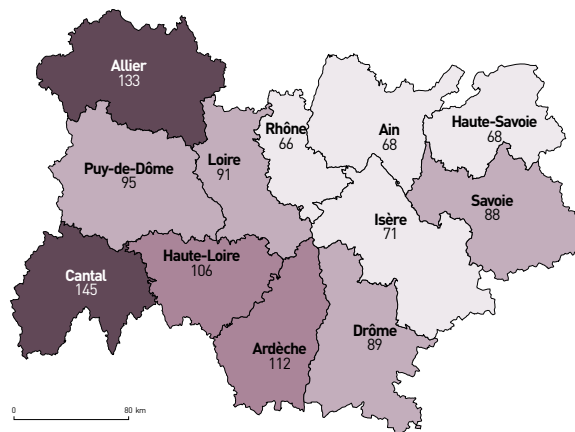 Allier
133
Rhône
66
Ain
68
Haute-Savoie
68
Puy-de-Dôme
95
Loire
91
Savoie
88
Isère
71
Cantal
145
Haute-Loire
106
Ardèche
112
Drôme
89
0 80 km